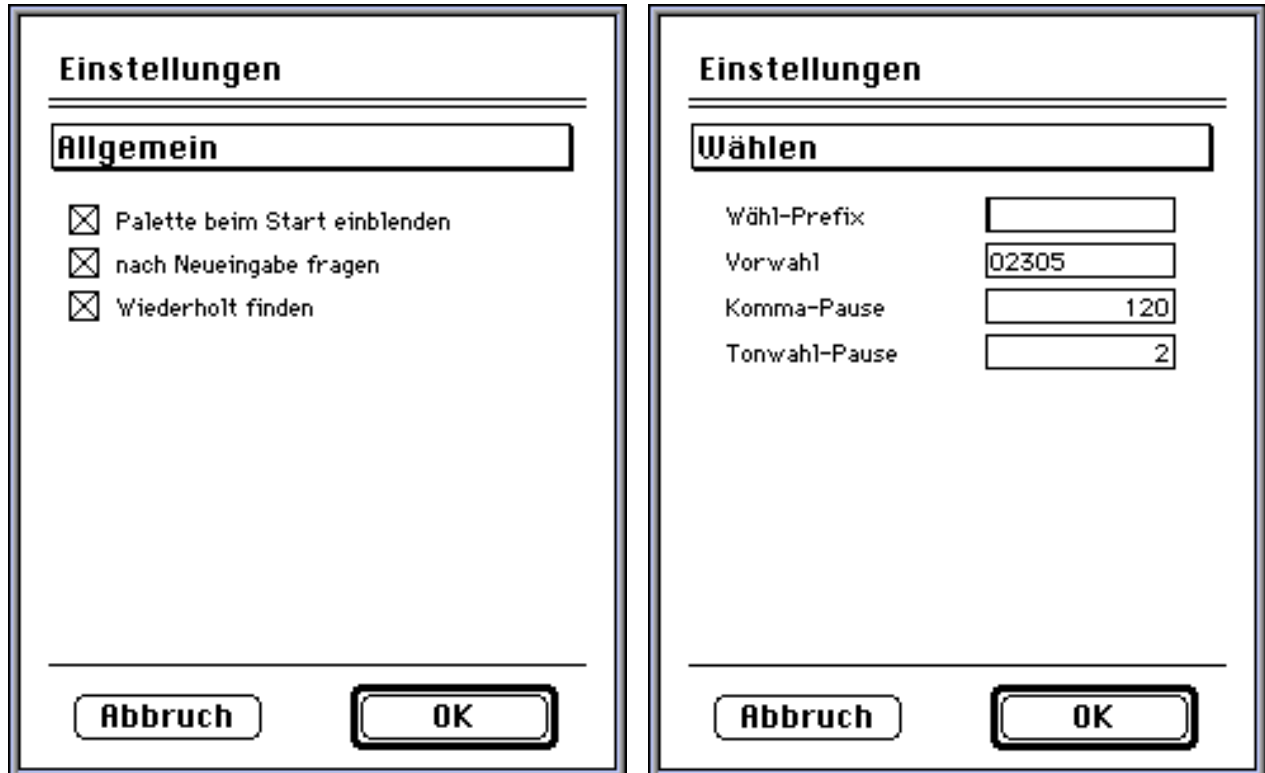 Einstellungen
Allgemein
Palette beim Start einblenden
nach Neueingabe fragen
Wiederholt finden
Abbruch
OK
Einstellungen
Wählen
Wähl-Prefix
Vorwahl 02305
Komma-Pause 120
Tonwahl-Pause 2
Abbruch
OK